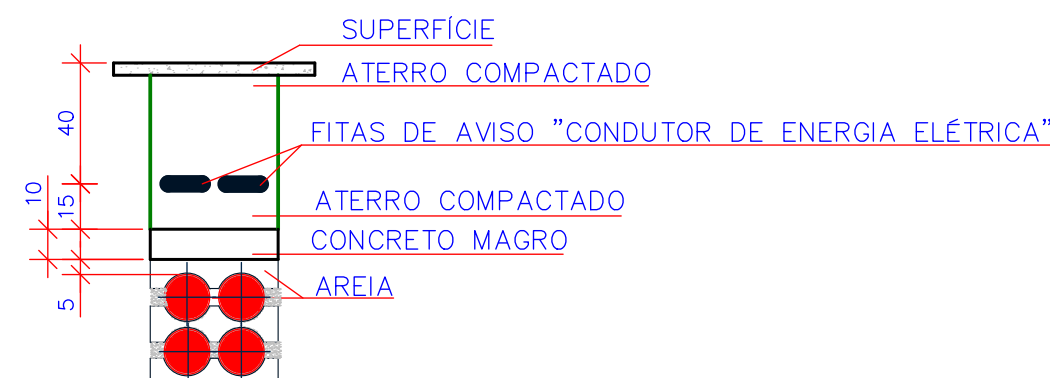 SUPERFÍCIE
ATERRO COMPACTADO
40
FITAS DE AVISO "CONDUTOR DE ENERGIA ELÉTRICA"
10
15
ATERRO COMPACTADO
CONCRETO MAGRO
5
AREIA